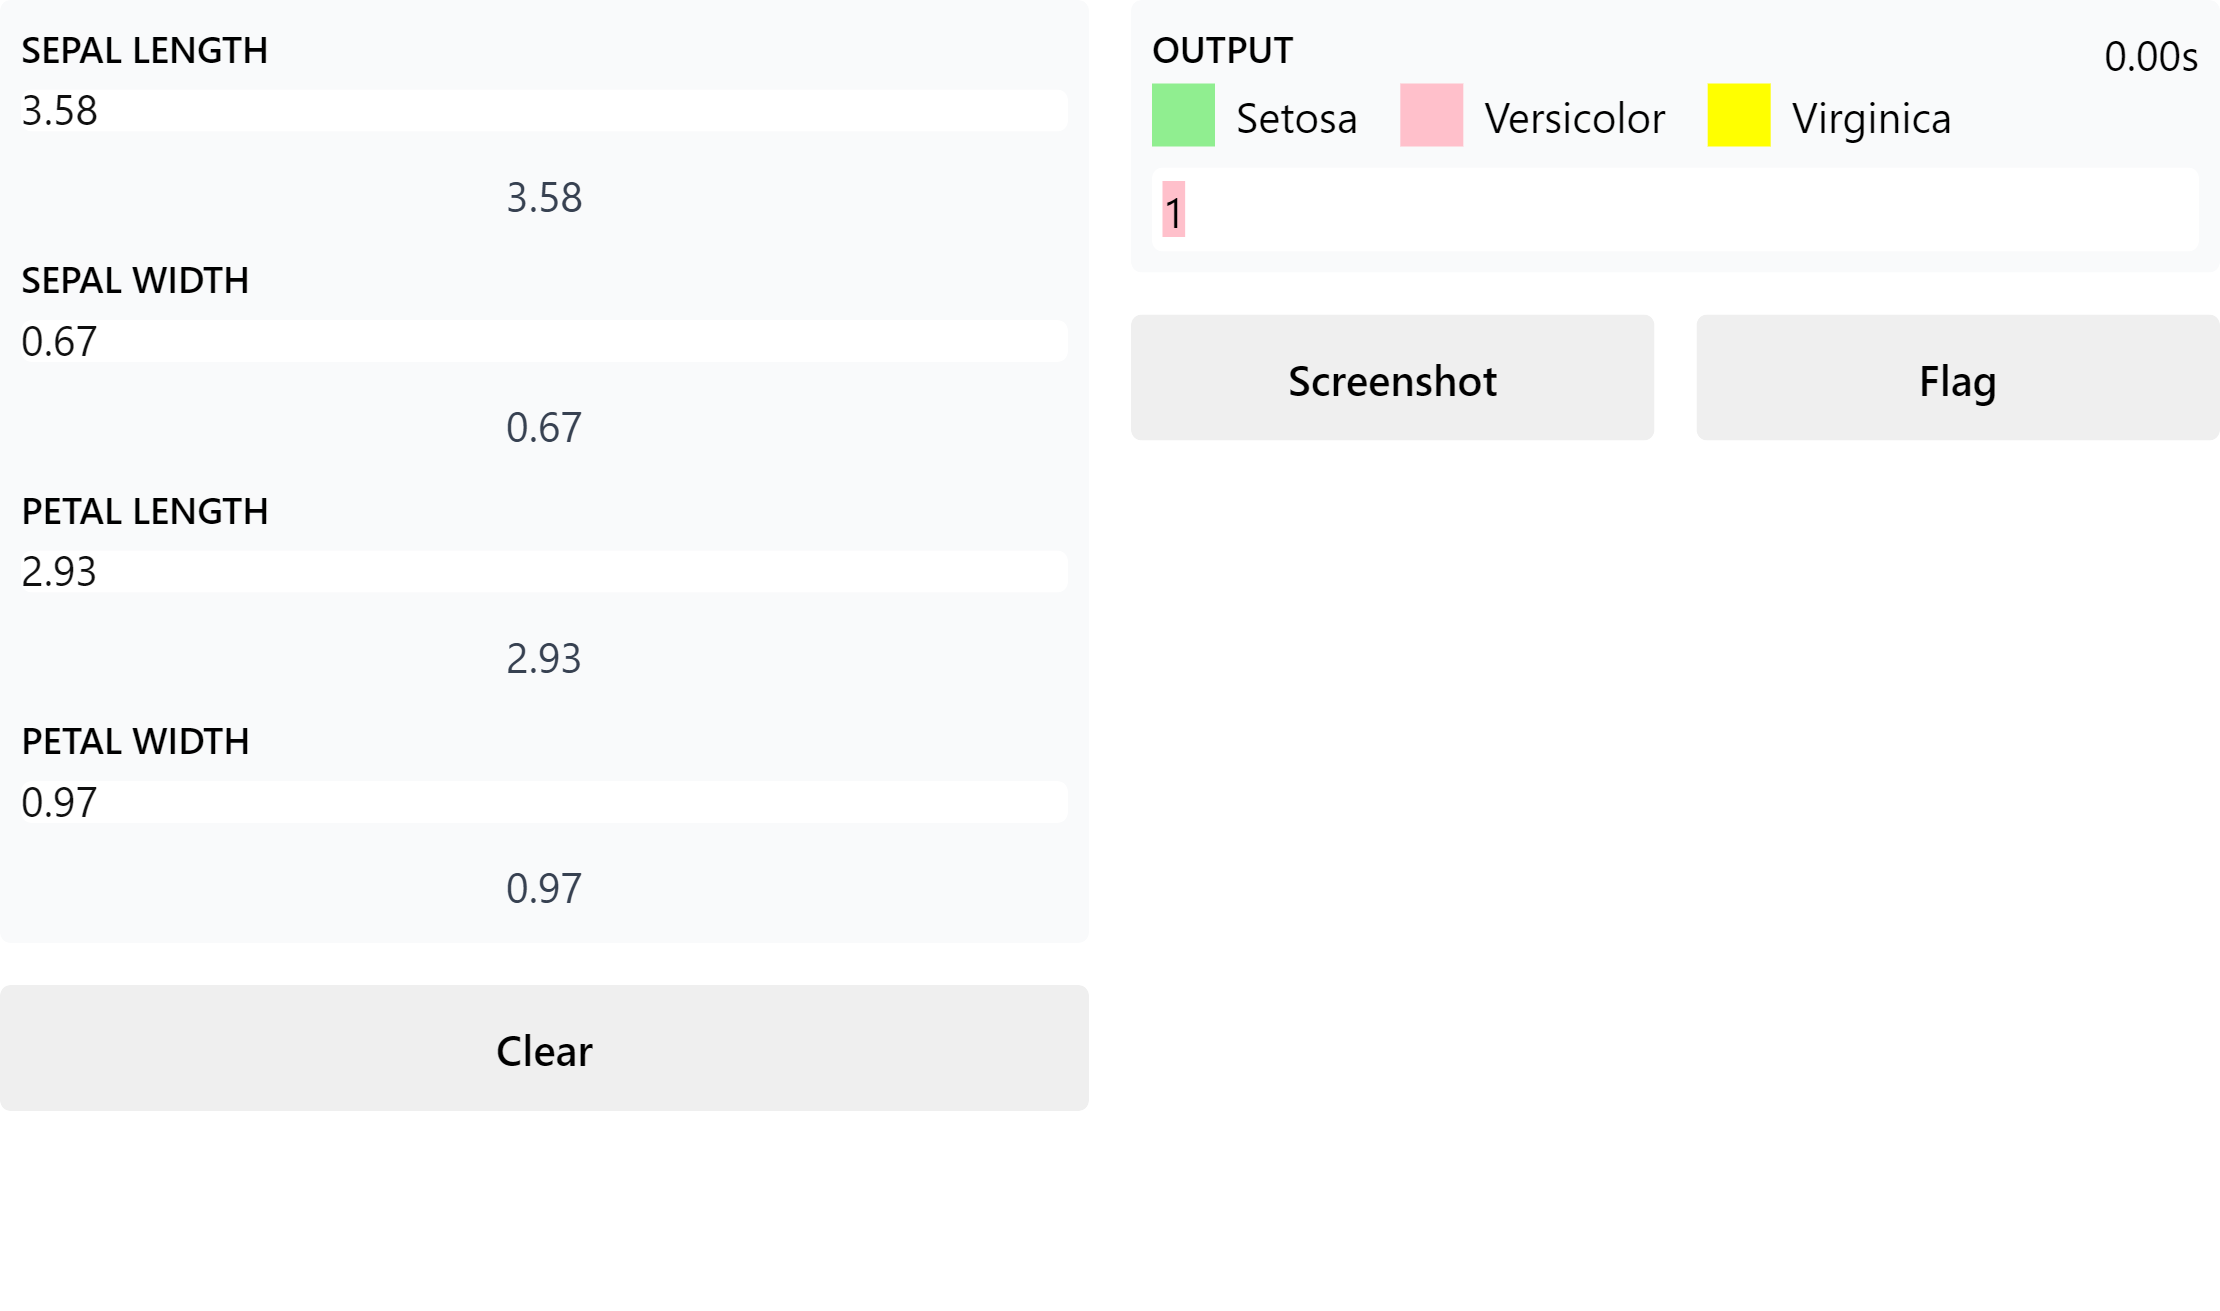 SEPAL LENGTH
3.58
3.58
SEPAL WIDTH
0.67
0.67
PETAL LENGTH
2.93
2.93
PETAL WIDTH
0.97
0.97
Clear
OUTPUT 0.00s
Setosa Versicolor Virginica
1
Screenshot Flag